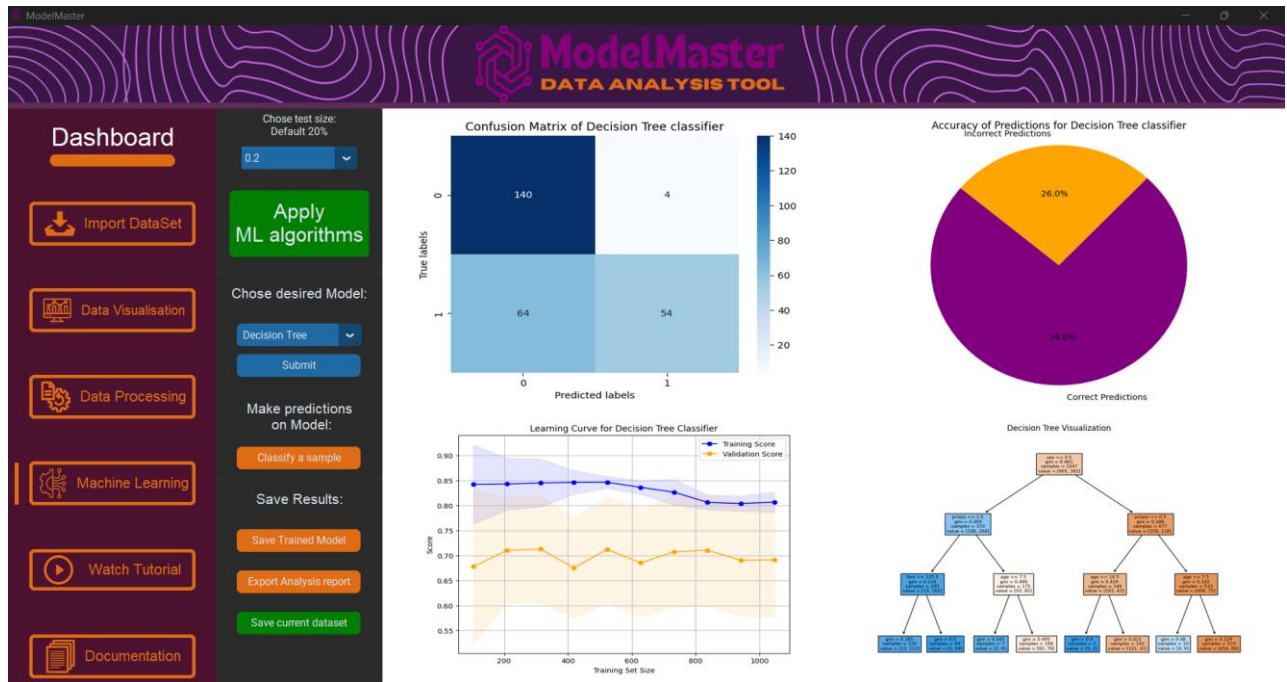 ModelMaster
ModelMaster
DATA ANALYSIS TOOL
Dashboard
Import DataSet
Data Visualisation
Data Processing
Machine Learning
Watch Tutorial
Documentation
Chose test size:
Default 20%
0.2
Apply
ML algorithms
Chose desired Model:
Decision Tree
Submit
Make predictions
on Model:
Classify a sample
Save Results:
Save Trained Model
Export Analysis report
Save current dataset
Confusion Matrix of Decision Tree classifier
140
4
64
54
0
1
True labels
0
1
Predicted labels
140
120
100
80
60
40
20
Accuracy of Predictions for Decision Tree classifier
Incorrect Predictions
26.0%
74.0%
Correct Predictions
Learning Curve for Decision Tree Classifier
Training Score
Validation Score
0.90
0.85
0.80
0.75
0.70
0.65
0.60
0.55
Score
200
400
600
800
1000
Training Set Size
Decision Tree Visualization